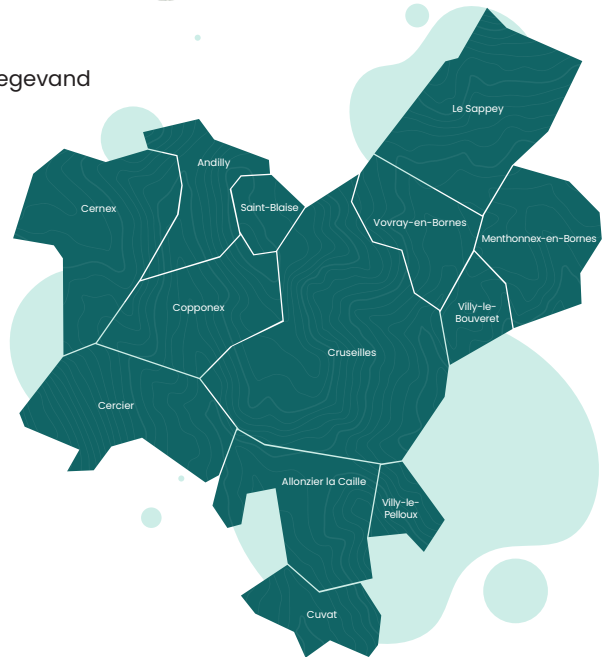 egevand
Le Sappey
Andilly
Cernex
Saint-Blaise
Vovray-en-Bornes
Menthonnex-en-Bornes
Copponex
Villy-le-
Bouveret
Cruseilles
Cercier
Allonzier la Caille
Villy-le-
Pelloux
Cuvat